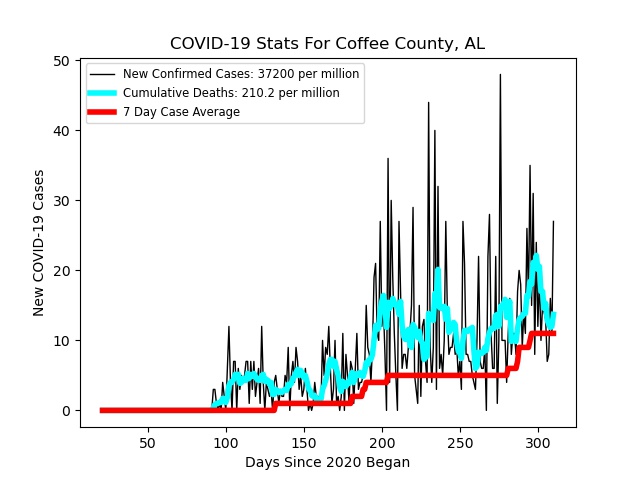 COVID-19 Stats For Coffee County, AL
New Confirmed Cases: 37200 per million
Cumulative Deaths: 210.2 per million
7 Day Case Average
New COVID-19 Cases
50
40
30
20
10
0
50 100 150 200 250 300
Days Since 2020 Began